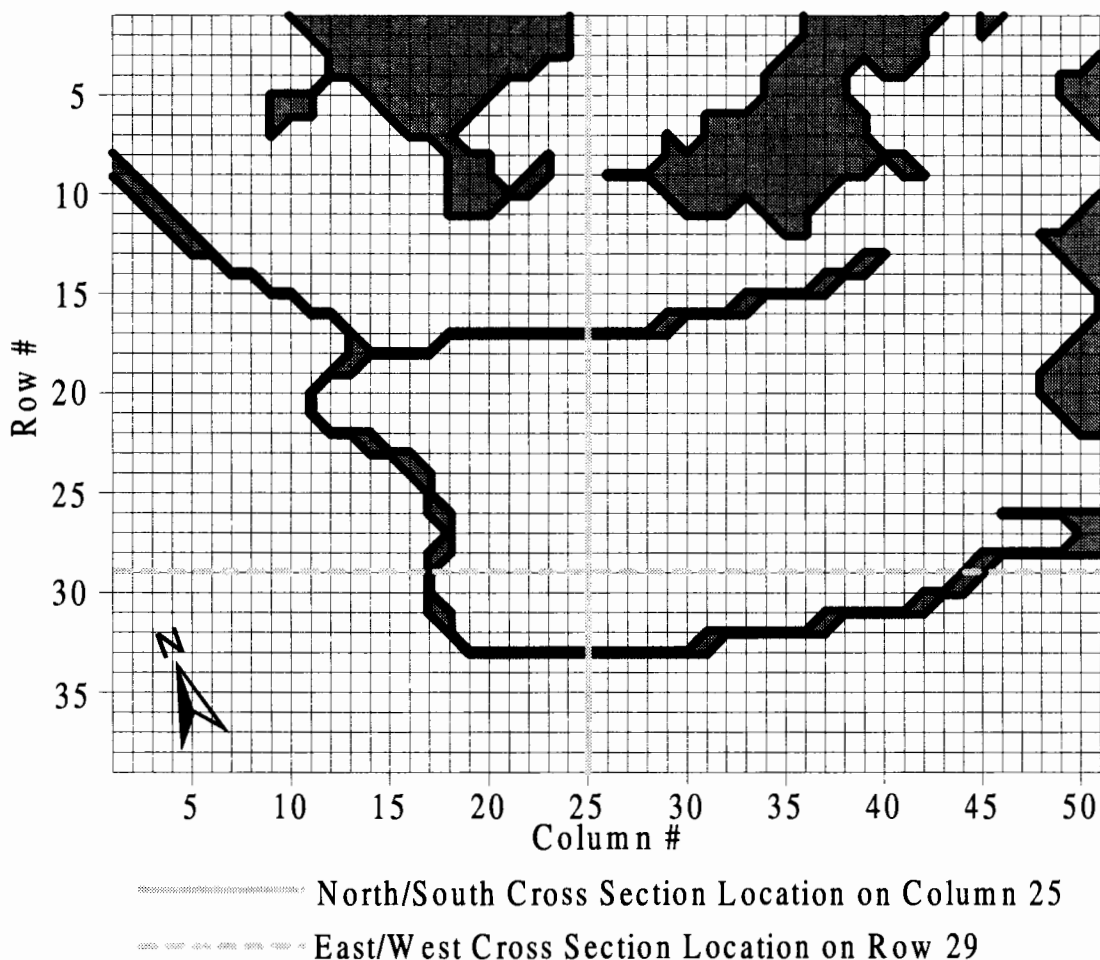 5
10
15
20
25
30
35
Row #
N
5 10 15 20 25 30 35 40 45 50
Column #
North/South Cross Section Location on Column 25
East/West Cross Section Location on Row 29